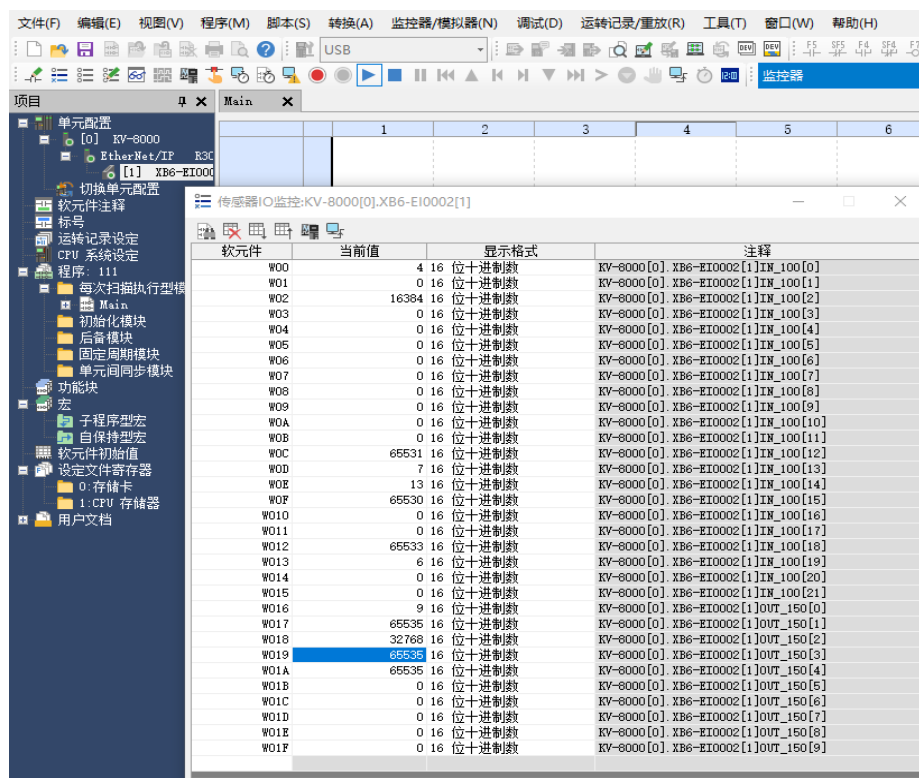 文件(F) 编辑(E) 视图(V) 程序(M) 脚本(S) 转换(A) 监控器/模拟器(N) 调试(D) 运转记录/重放(R) 工具(T) 窗口(W) 帮助(H)
USB
监控器
项目 Main
单元配置
[0] KV-8000
EtherNet/IP R30
[1] XB6-EI000
切换单元配置
软元件注释
标号
运转记录设定
CPU 系统设定
程序: 111
每次扫描执行型模
Main
初始化模块
后备模块
固定周期模块
单元间同步模块
功能块
宏
子程序型宏
自保持型宏
软元件初始值
设定文件寄存器
0:存储卡
1:CPU 存储器
用户文档
1 2 3 4 5 6
传感器IO监控:KV-8000[0].XB6-EI0002[1]
软元件 当前值 显示格式 注释
W00 4 16 位十进制数 KV-8000[0].XB6-EI0002[1]IN_100[0]
W01 0 16 位十进制数 KV-8000[0].XB6-EI0002[1]IN_100[1]
W02 16384 16 位十进制数 KV-8000[0].XB6-EI0002[1]IN_100[2]
W03 0 16 位十进制数 KV-8000[0].XB6-EI0002[1]IN_100[3]
W04 0 16 位十进制数 KV-8000[0].XB6-EI0002[1]IN_100[4]
W05 0 16 位十进制数 KV-8000[0].XB6-EI0002[1]IN_100[5]
W06 0 16 位十进制数 KV-8000[0].XB6-EI0002[1]IN_100[6]
W07 0 16 位十进制数 KV-8000[0].XB6-EI0002[1]IN_100[7]
W08 0 16 位十进制数 KV-8000[0].XB6-EI0002[1]IN_100[8]
W09 0 16 位十进制数 KV-8000[0].XB6-EI0002[1]IN_100[9]
W0A 0 16 位十进制数 KV-8000[0].XB6-EI0002[1]IN_100[10]
W0B 0 16 位十进制数 KV-8000[0].XB6-EI0002[1]IN_100[11]
W0C 65531 16 位十进制数 KV-8000[0].XB6-EI0002[1]IN_100[12]
W0D 7 16 位十进制数 KV-8000[0].XB6-EI0002[1]IN_100[13]
W0E 13 16 位十进制数 KV-8000[0].XB6-EI0002[1]IN_100[14]
W0F 65530 16 位十进制数 KV-8000[0].XB6-EI0002[1]IN_100[15]
W010 0 16 位十进制数 KV-8000[0].XB6-EI0002[1]IN_100[16]
W011 0 16 位十进制数 KV-8000[0].XB6-EI0002[1]IN_100[17]
W012 65533 16 位十进制数 KV-8000[0].XB6-EI0002[1]IN_100[18]
W013 6 16 位十进制数 KV-8000[0].XB6-EI0002[1]IN_100[19]
W014 0 16 位十进制数 KV-8000[0].XB6-EI0002[1]IN_100[20]
W015 0 16 位十进制数 KV-8000[0].XB6-EI0002[1]IN_100[21]
W016 9 16 位十进制数 KV-8000[0].XB6-EI0002[1]OUT_150[0]
W017 65535 16 位十进制数 KV-8000[0].XB6-EI0002[1]OUT_150[1]
W018 32768 16 位十进制数 KV-8000[0].XB6-EI0002[1]OUT_150[2]
W019 65535 16 位十进制数 KV-8000[0].XB6-EI0002[1]OUT_150[3]
W01A 65535 16 位十进制数 KV-8000[0].XB6-EI0002[1]OUT_150[4]
W01B 0 16 位十进制数 KV-8000[0].XB6-EI0002[1]OUT_150[5]
W01C 0 16 位十进制数 KV-8000[0].XB6-EI0002[1]OUT_150[6]
W01D 0 16 位十进制数 KV-8000[0].XB6-EI0002[1]OUT_150[7]
W01E 0 16 位十进制数 KV-8000[0].XB6-EI0002[1]OUT_150[8]
W01F 0 16 位十进制数 KV-8000[0].XB6-EI0002[1]OUT_150[9]